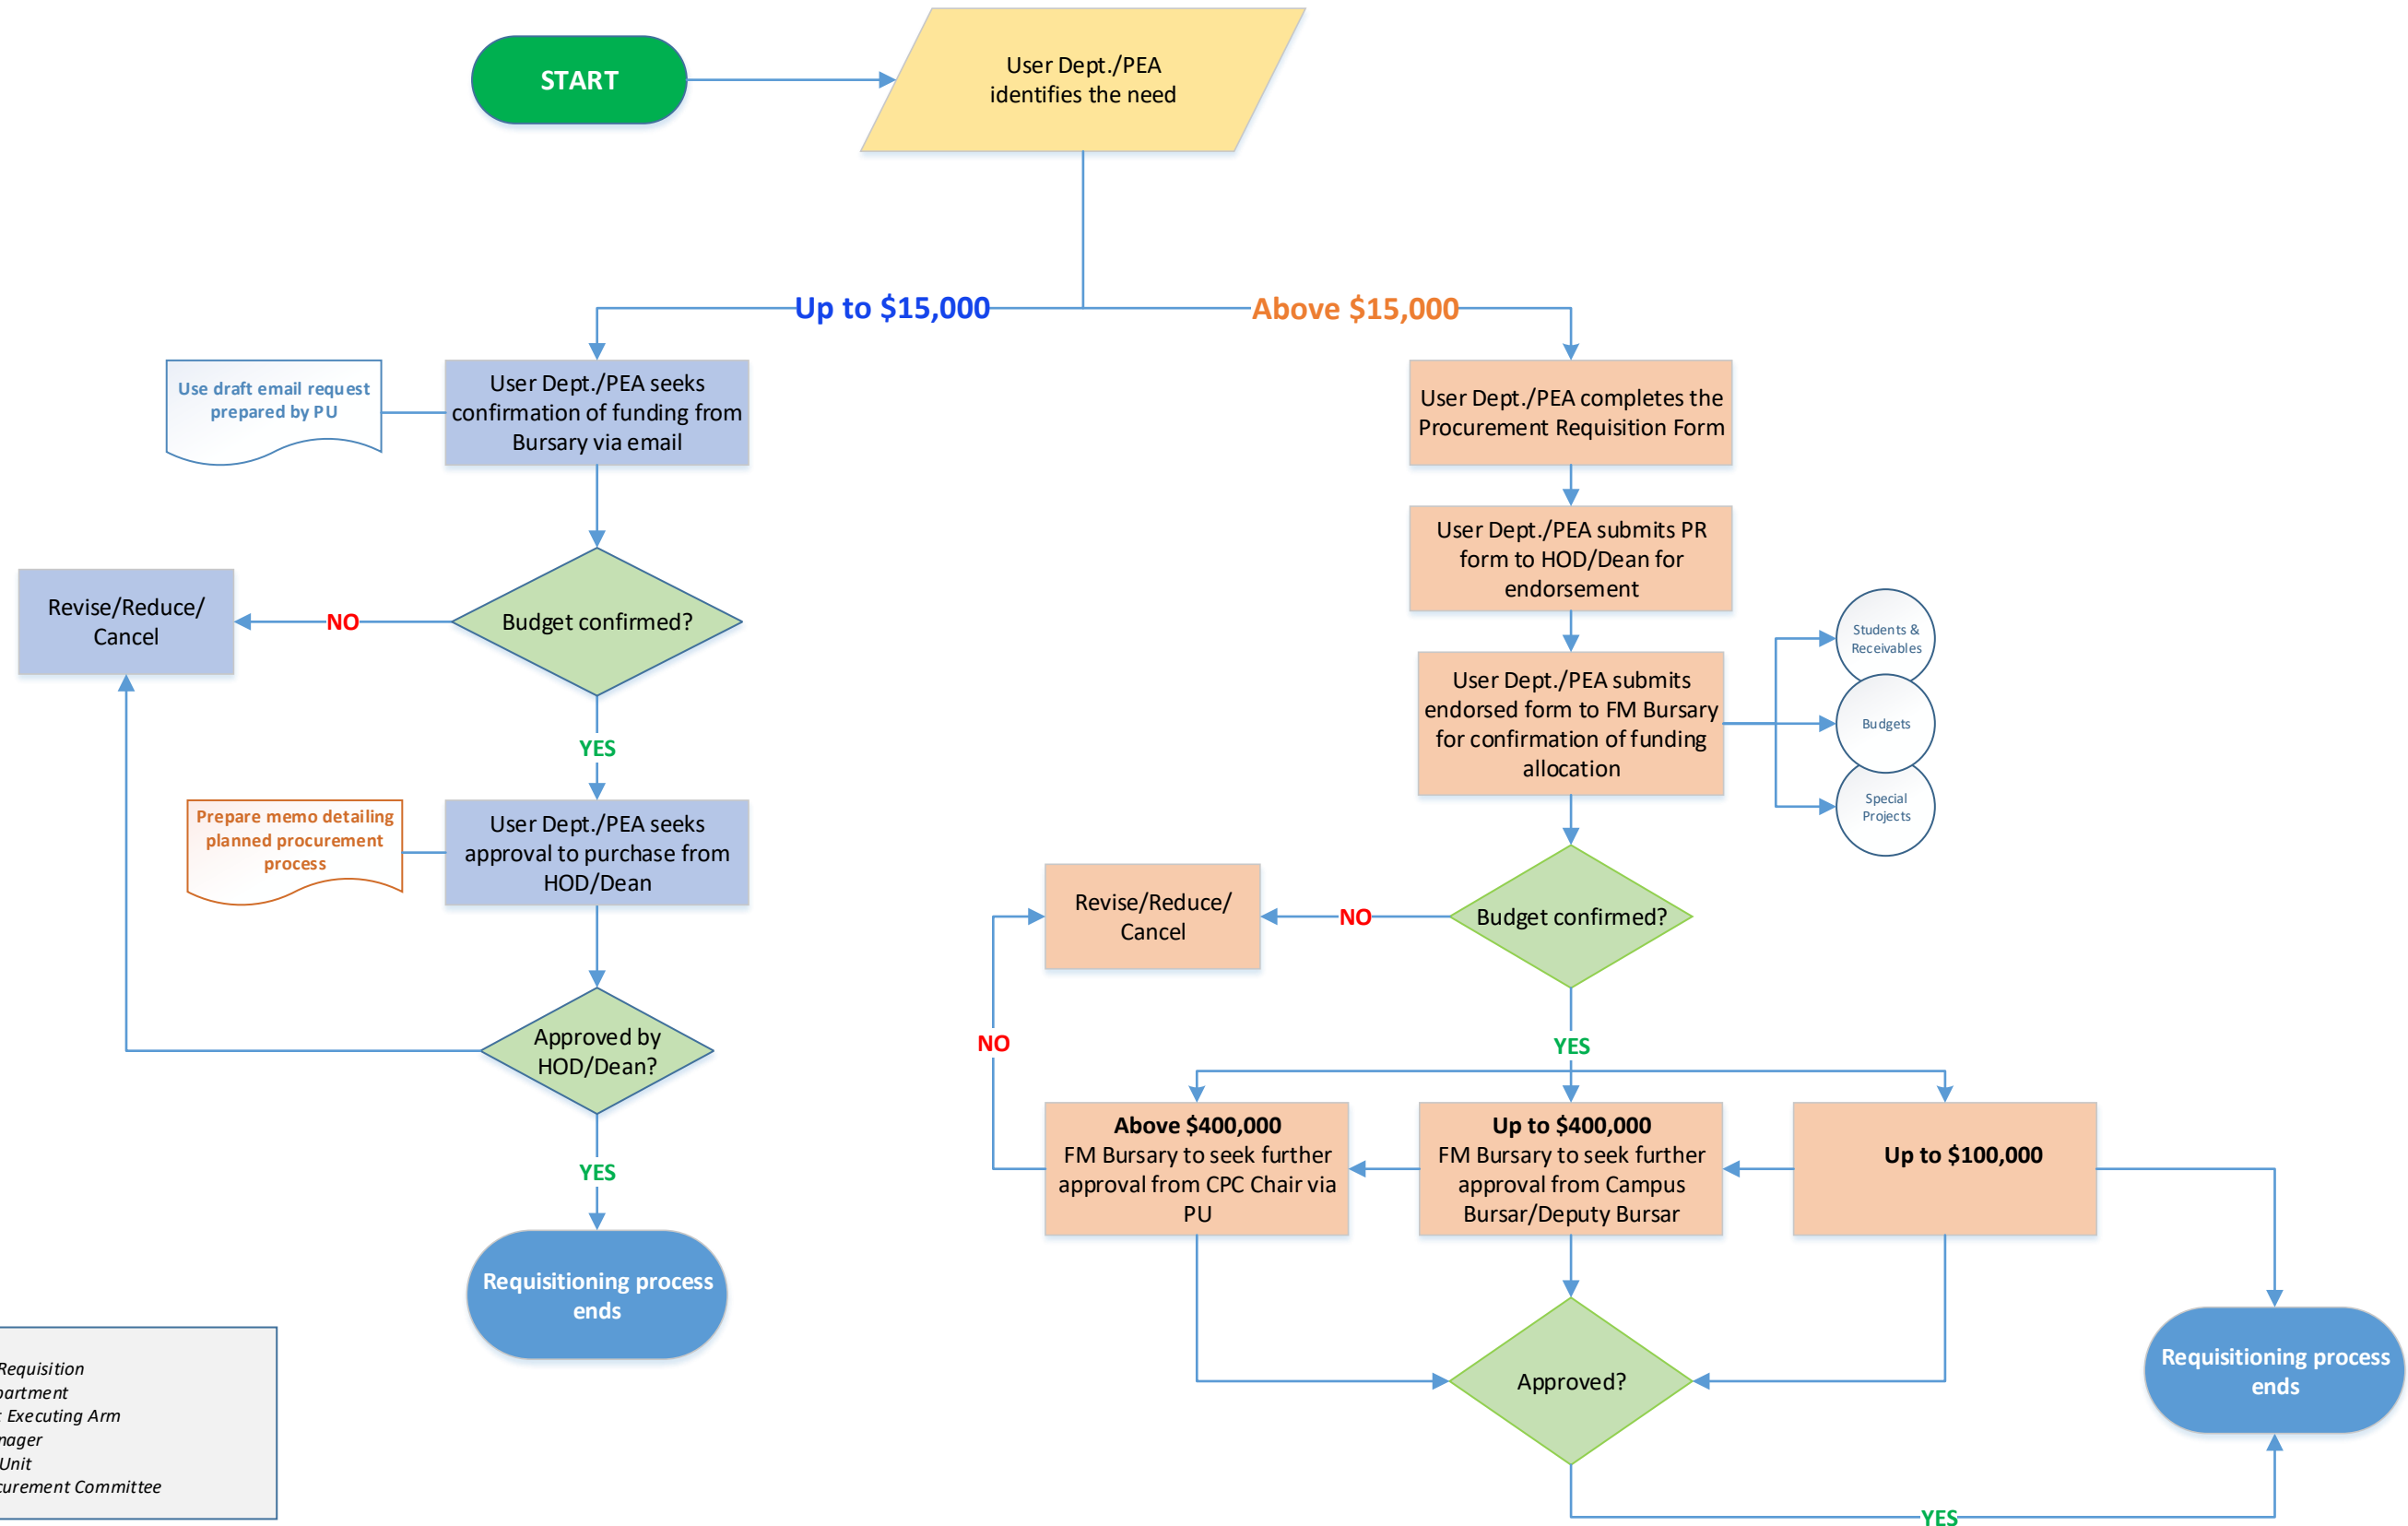 START
User Dept./PEA
identifies the need
Up to $15,000
Above $15,000
Use draft email request
prepared by PU
User Dept./PEA seeks
confirmation of funding from
Bursary via email
Budget confirmed?
NO
Revise/Reduce/
Cancel
YES
Prepare memo detailing
planned procurement
process
User Dept./PEA seeks
approval to purchase from
HOD/Dean
Approved by
HOD/Dean?
YES
Requisitioning process
ends
User Dept./PEA completes the
Procurement Requisition Form
User Dept./PEA submits PR
form to HOD/Dean for
endorsement
User Dept./PEA submits
endorsed form to FM Bursary
for confirmation of funding
allocation
Students &
Receivables
Budgets
Special
Projects
Budget confirmed?
NO
Revise/Reduce/
Cancel
NO
YES
Above $400,000
FM Bursary to seek further
approval from CPC Chair via
PU
Up to $400,000
FM Bursary to seek further
approval from Campus
Bursar/Deputy Bursar
Up to $100,000
Approved?
YES
Requisitioning process
ends
Requisition
Executing Arm
Unit
Committee